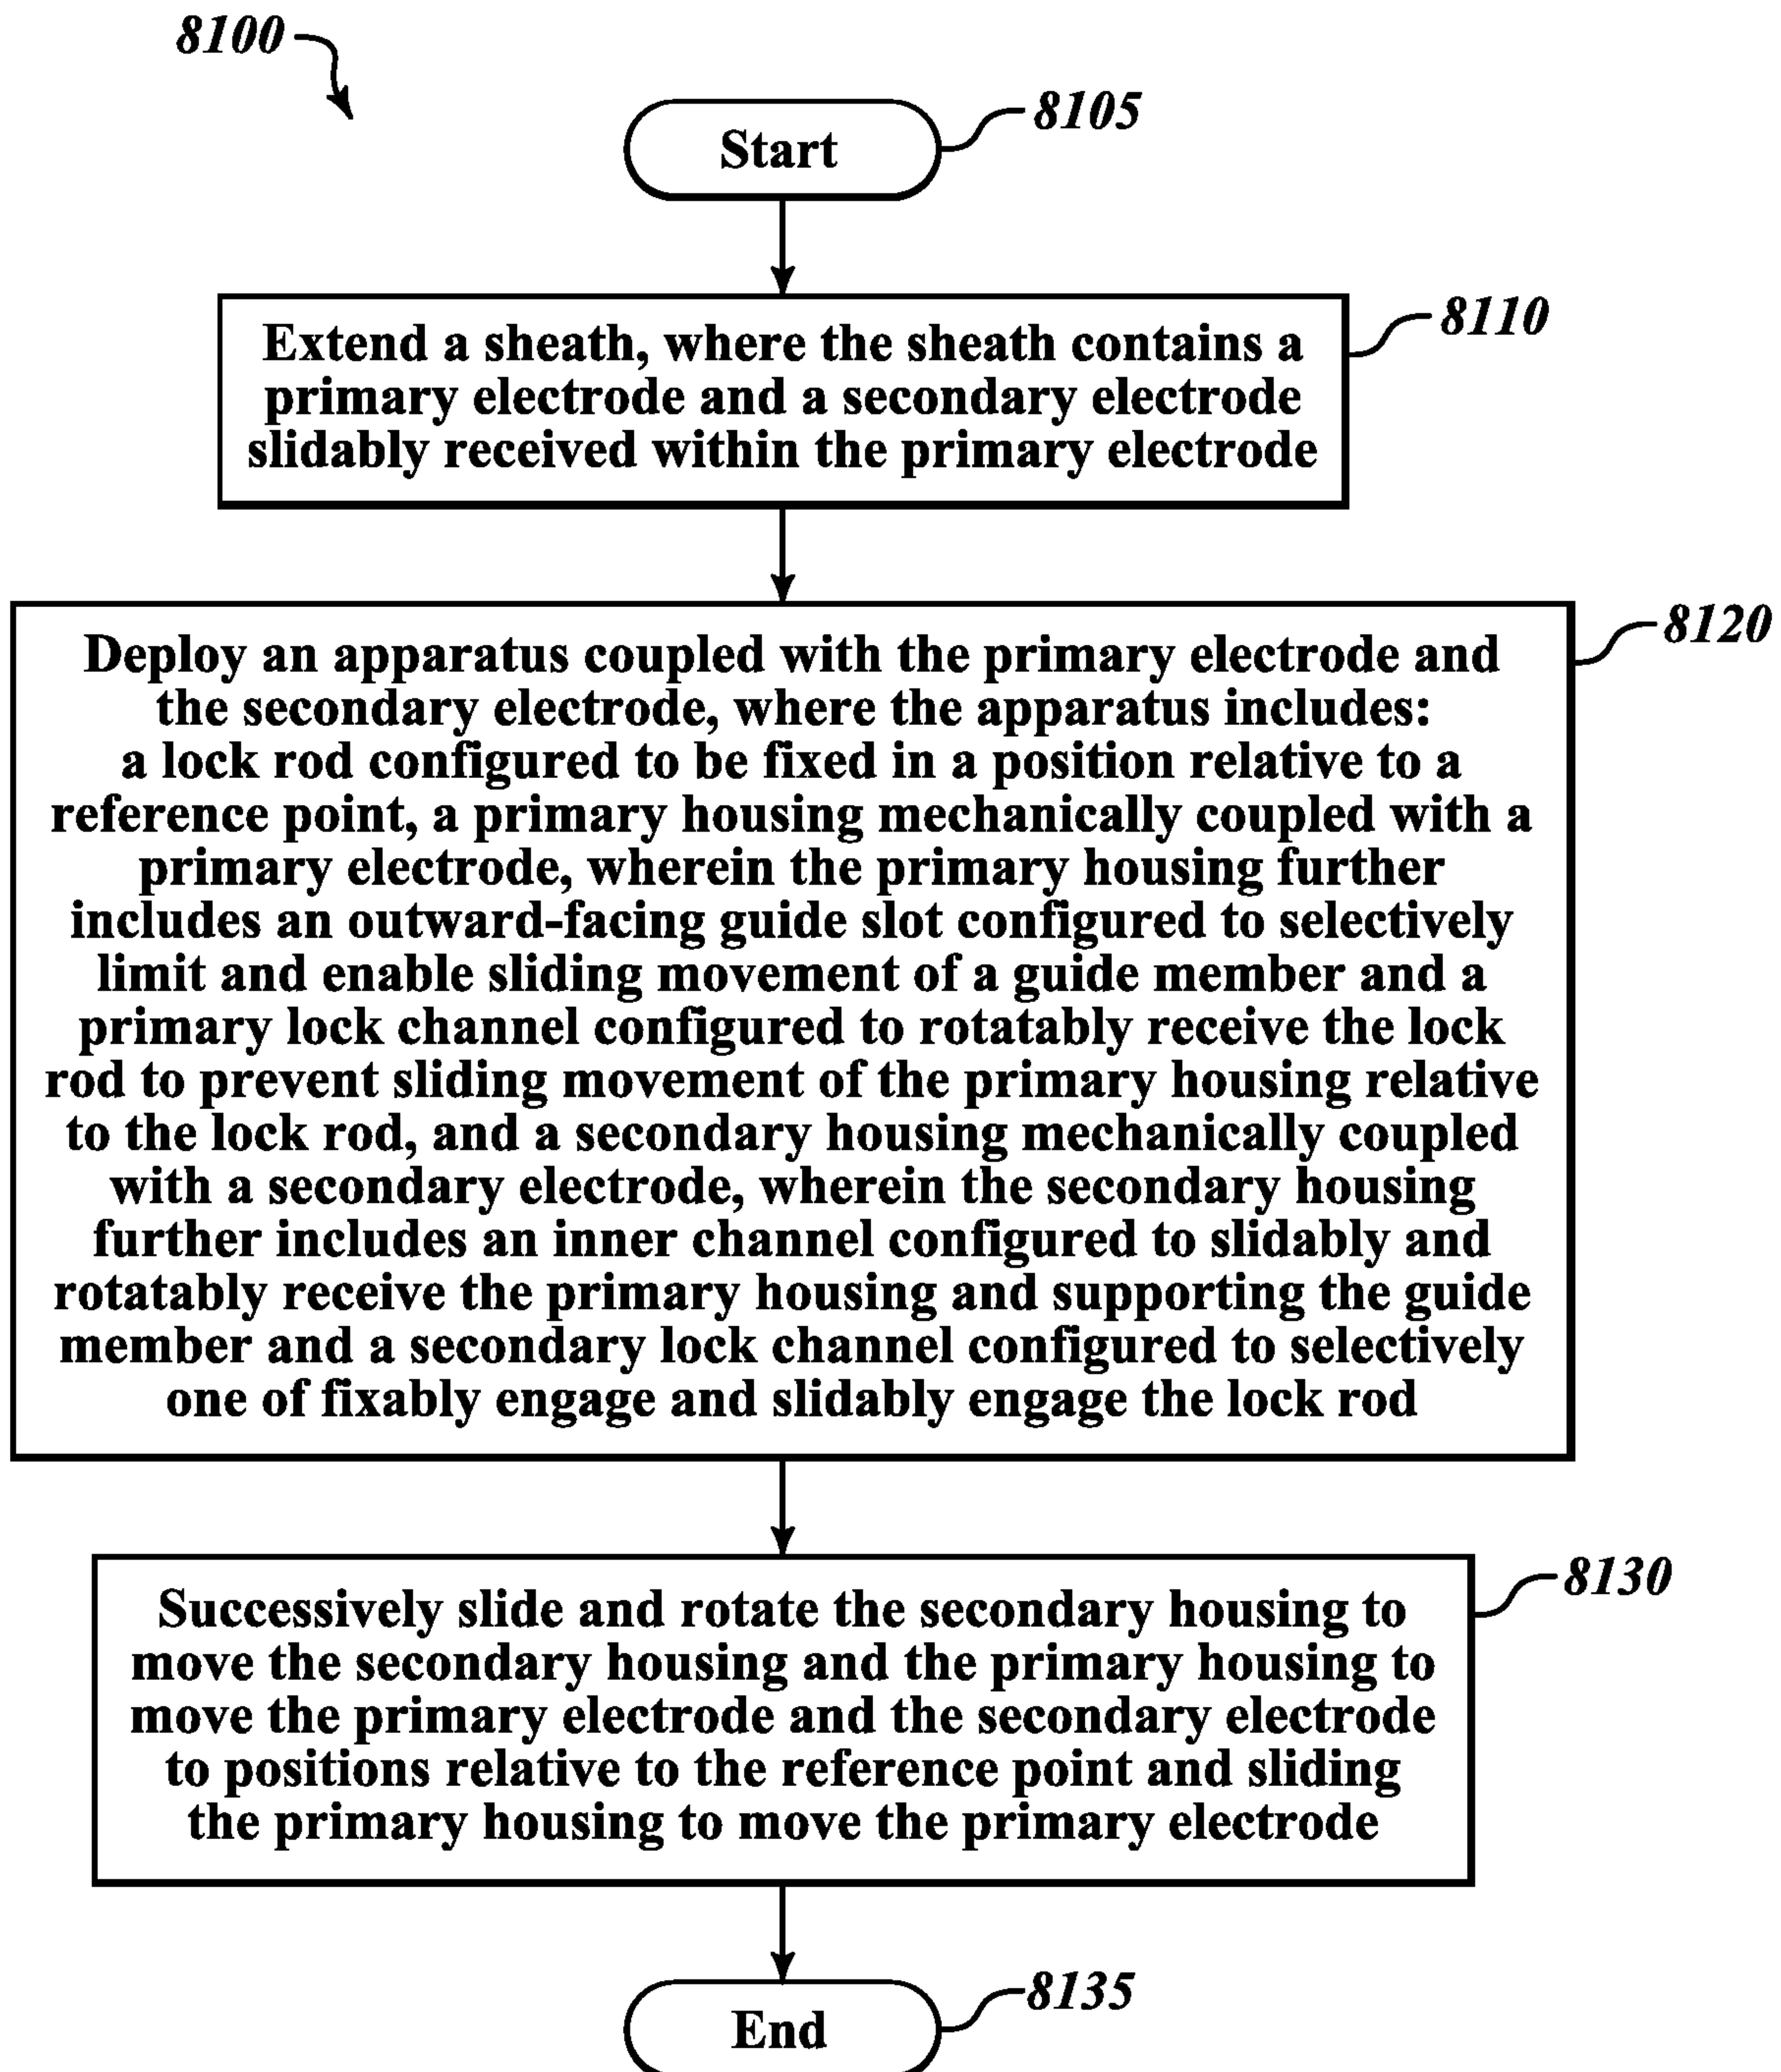 8100
8105
Start
8110
Extend a sheath, where the sheath contains a
primary electrode and a secondary electrode
slidably received within the primary electrode
8120
Deploy an apparatus coupled with the primary electrode and
the secondary electrode, where the apparatus includes:
a lock rod configured to be fixed in a position relative to a
reference point, a primary housing mechanically coupled with a
primary electrode, wherein the primary housing further
includes an outward-facing guide slot configured to selectively
limit and enable sliding movement of a guide member and a
primary lock channel configured to rotatably receive the lock
rod to prevent sliding movement of the primary housing relative
to the lock rod, and a secondary housing mechanically coupled
with a secondary electrode, wherein the secondary housing
further includes an inner channel configured to slidably and
rotatably receive the primary housing and supporting the guide
member and a secondary lock channel configured to selectively
one of fixably engage and slidably engage the lock rod
8130
Successively slide and rotate the secondary housing to
move the secondary housing and the primary housing to
move the primary electrode and the secondary electrode
to positions relative to the reference point and sliding
the primary housing to move the primary electrode
8135
End